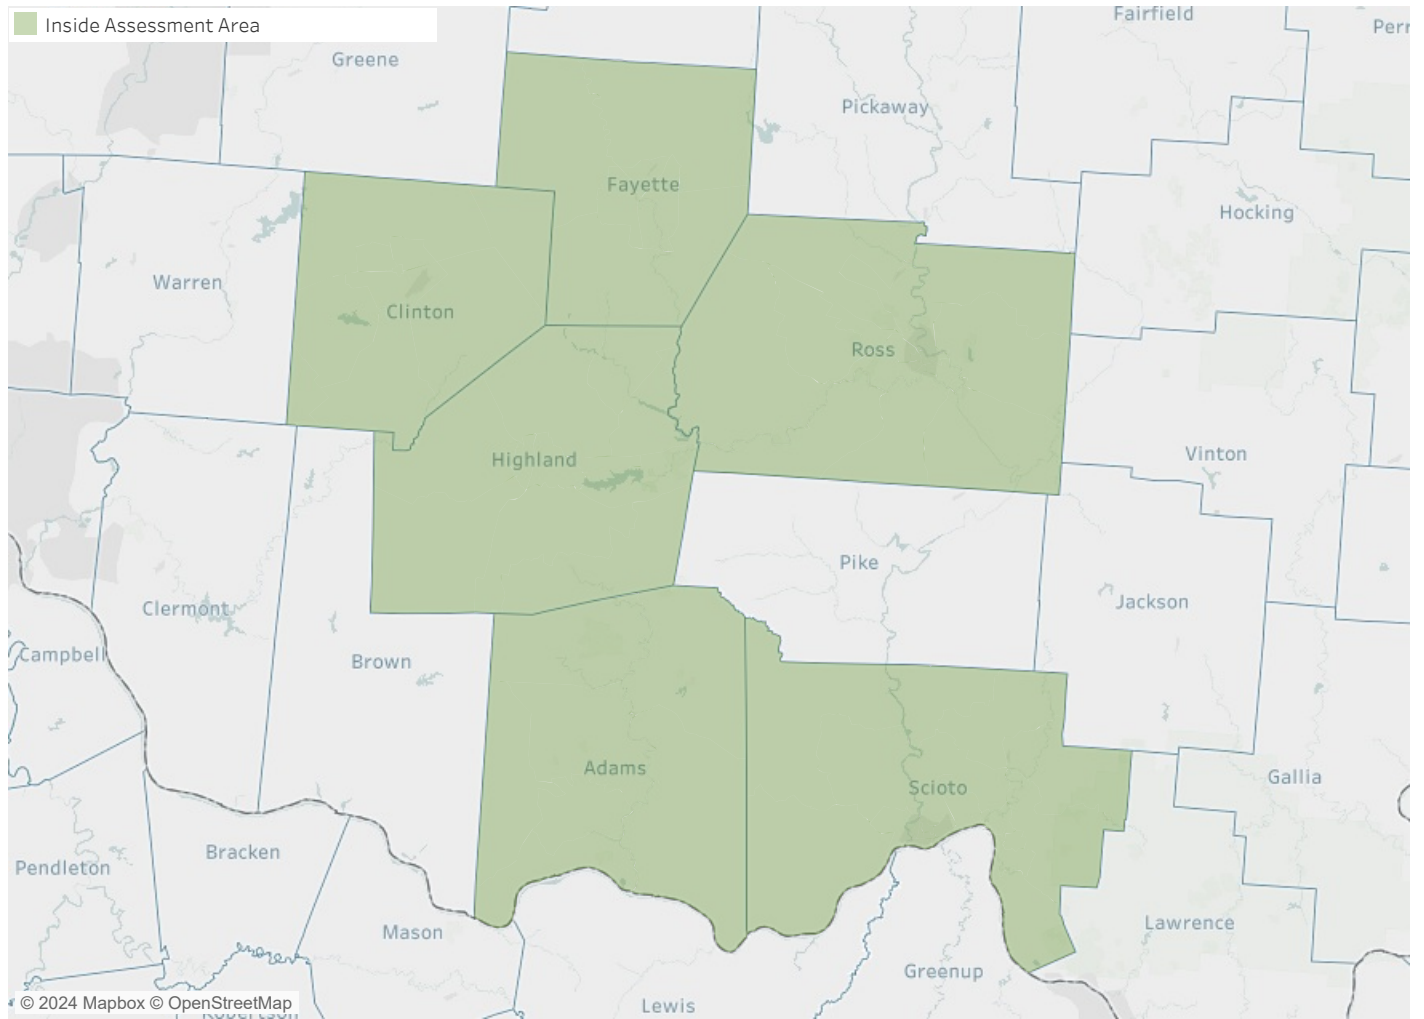 Inside Assessment Area
Fairfield
Perr
Greene
Pickaway
Fayette
Hocking
Warren
Clinton
Ross
Highland
Vinton
Pike
Clermont
Jackson
Campbell
Brown
Adams
Gallia
Scioto
Bracken
Pendleton
Mason
Lawrence
Greenup
Lewis
© 2024 Mapbox © OpenStreetMap
Robertson